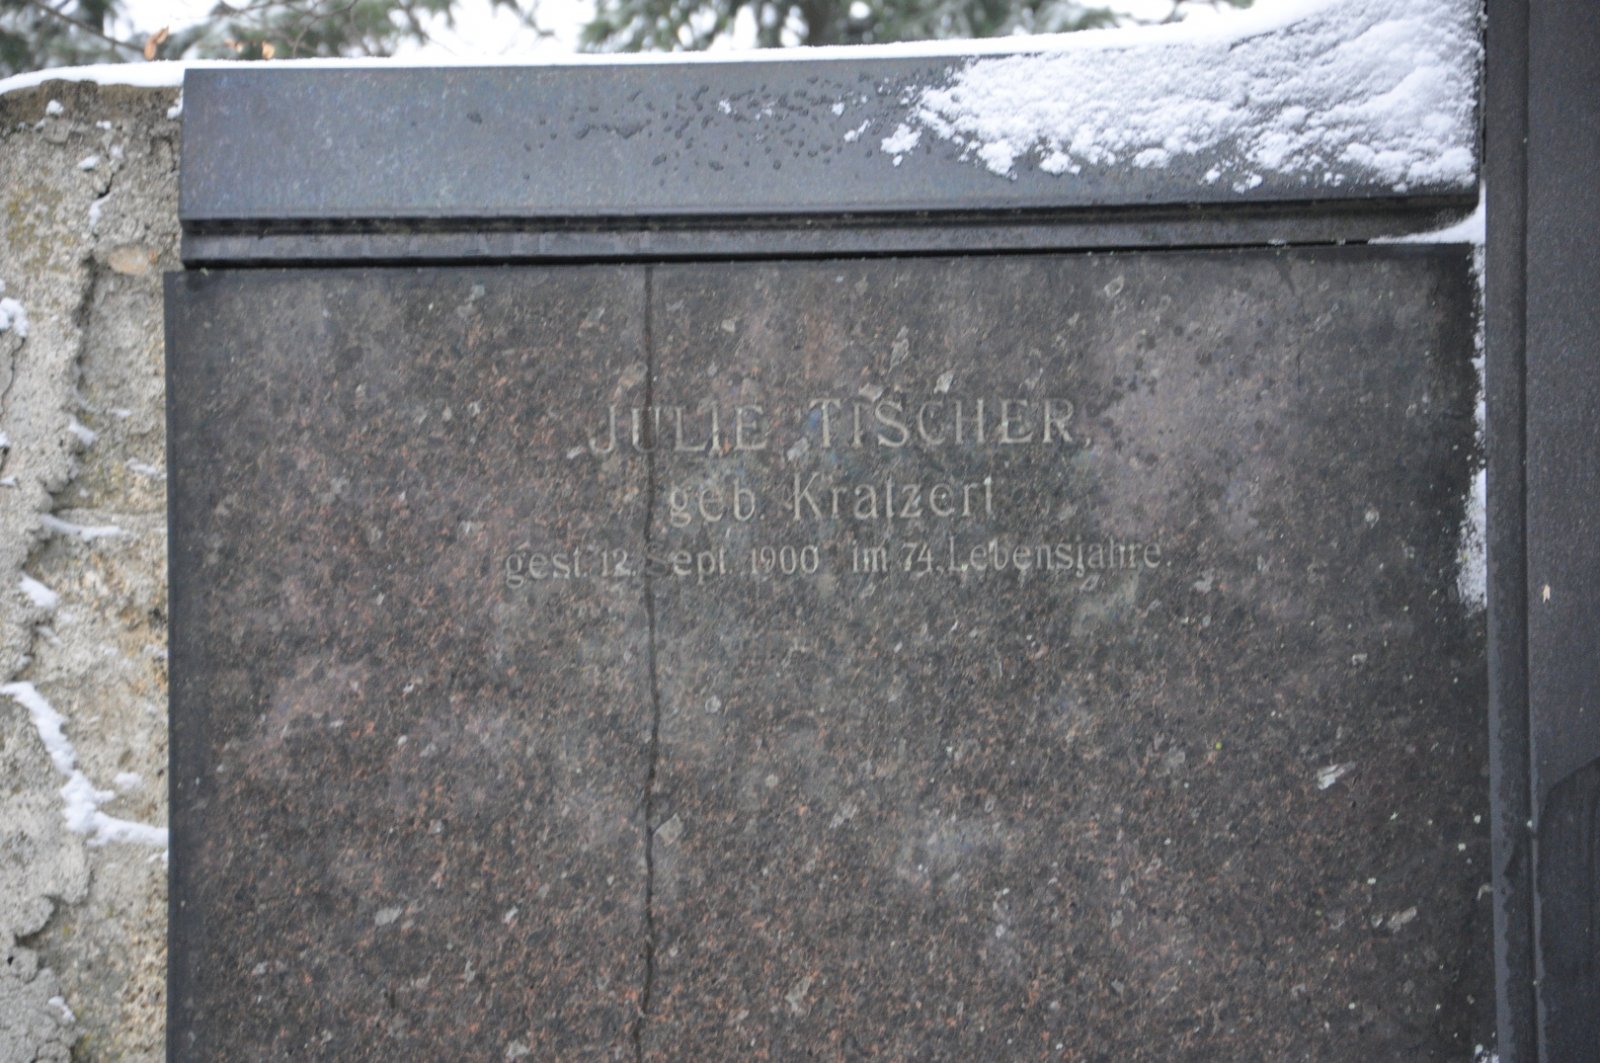 JULIE TISCHER,
geb. Kratzert
gest. 12. Sept. 1900 im 74. Lebensjahre.